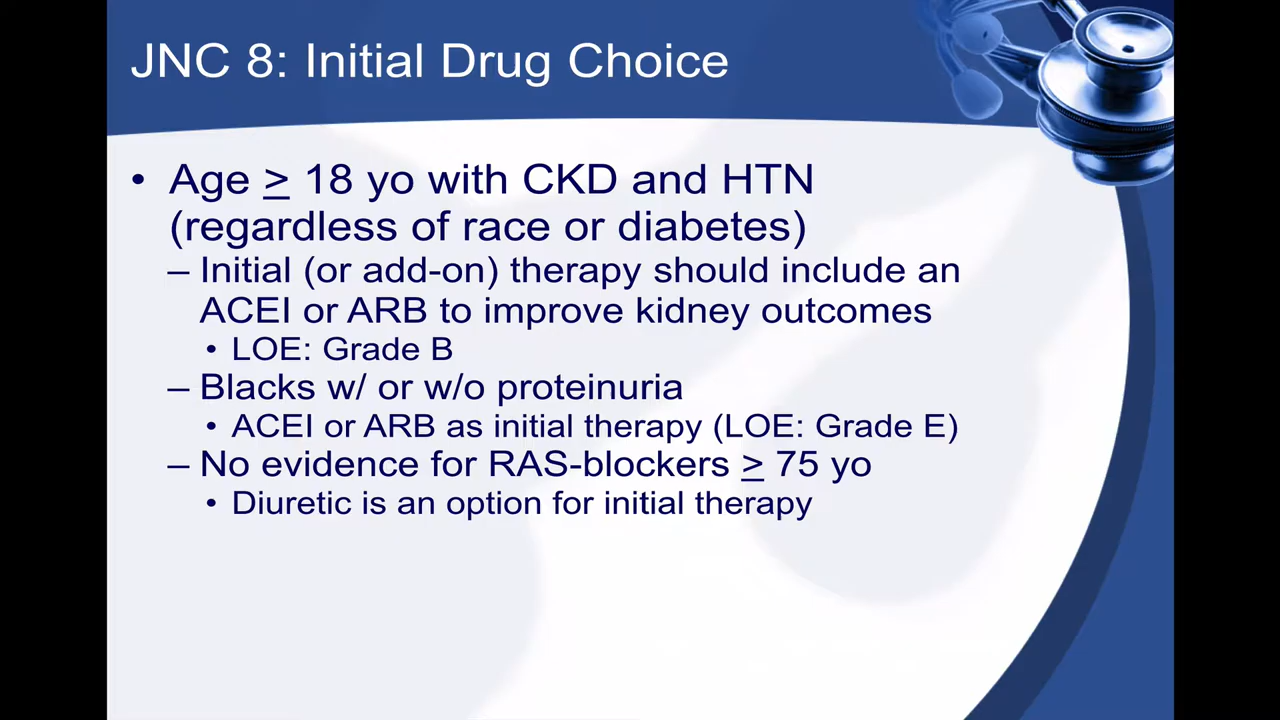 JNC 8: Initial Drug Choice
• Age ≥ 18 yo with CKD and HTN
(regardless of race or diabetes)
– Initial (or add-on) therapy should include an
ACEI or ARB to improve kidney outcomes
• LOE: Grade B
– Blacks w/ or w/o proteinuria
• ACEI or ARB as initial therapy (LOE: Grade E)
– No evidence for RAS-blockers ≥ 75 yo
• Diuretic is an option for initial therapy